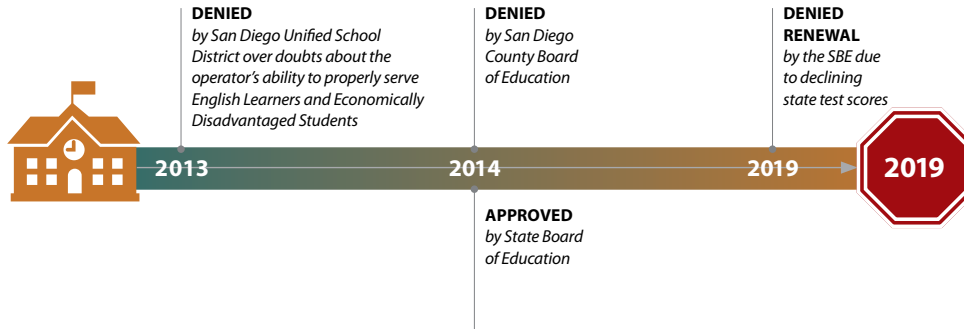 DENIED
by San Diego Unified School
District over doubts about the
operator's ability to properly serve
English Learners and Economically
Disadvantaged Students
DENIED
by San Diego
County Board
of Education
DENIED
RENEWAL
by the SBE due
to declining
state test scores
2013
2014
2019
2019
APPROVED
by State Board
of Education